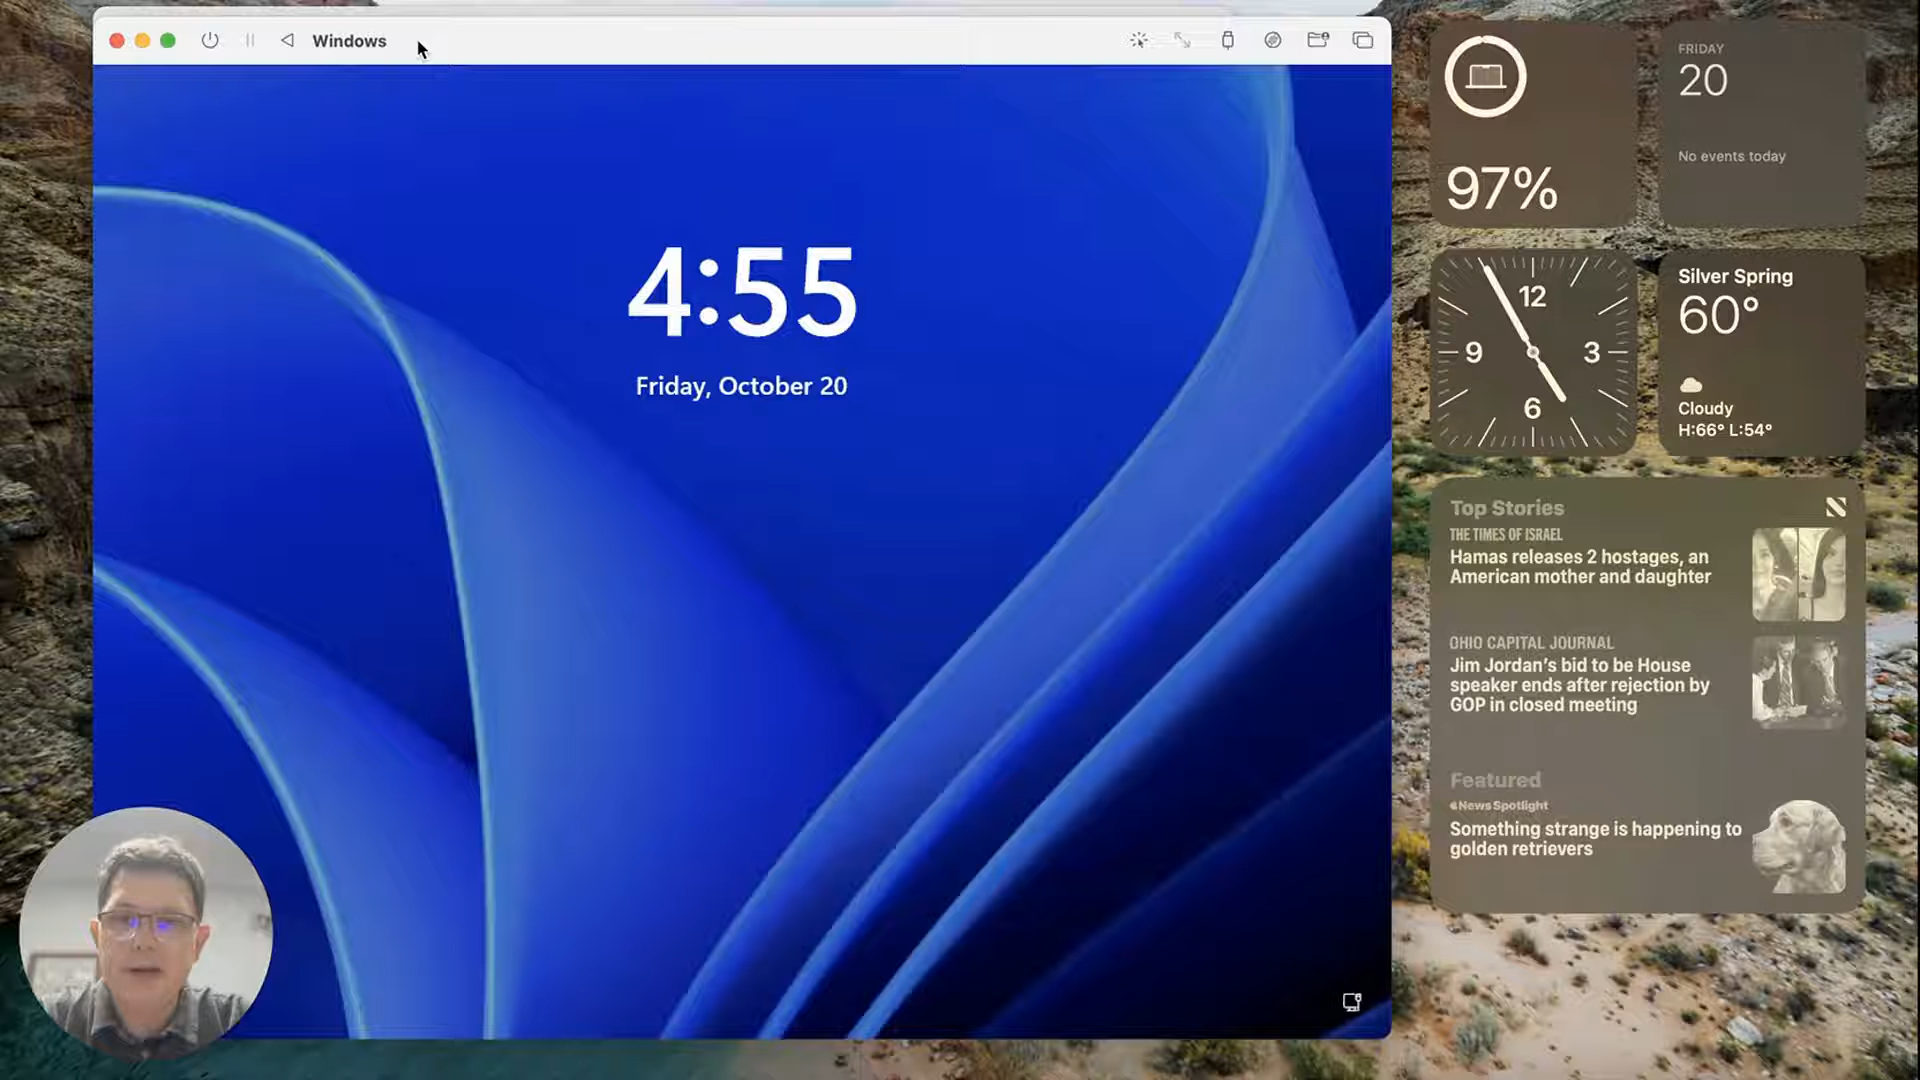 Windows
4:55
Friday, October 20
97%
FRIDAY
20
No events today
12
9
3
6
Silver Spring
60°
Cloudy
H:66° L:54°
Top Stories
THE TIMES OF ISRAEL
Hamas releases 2 hostages, an
American mother and daughter
OHIO CAPITAL JOURNAL
Jim Jordan's bid to be House
speaker ends after rejection by
GOP in closed meeting
Featured
News Spotlight
Something strange is happening to
golden retrievers